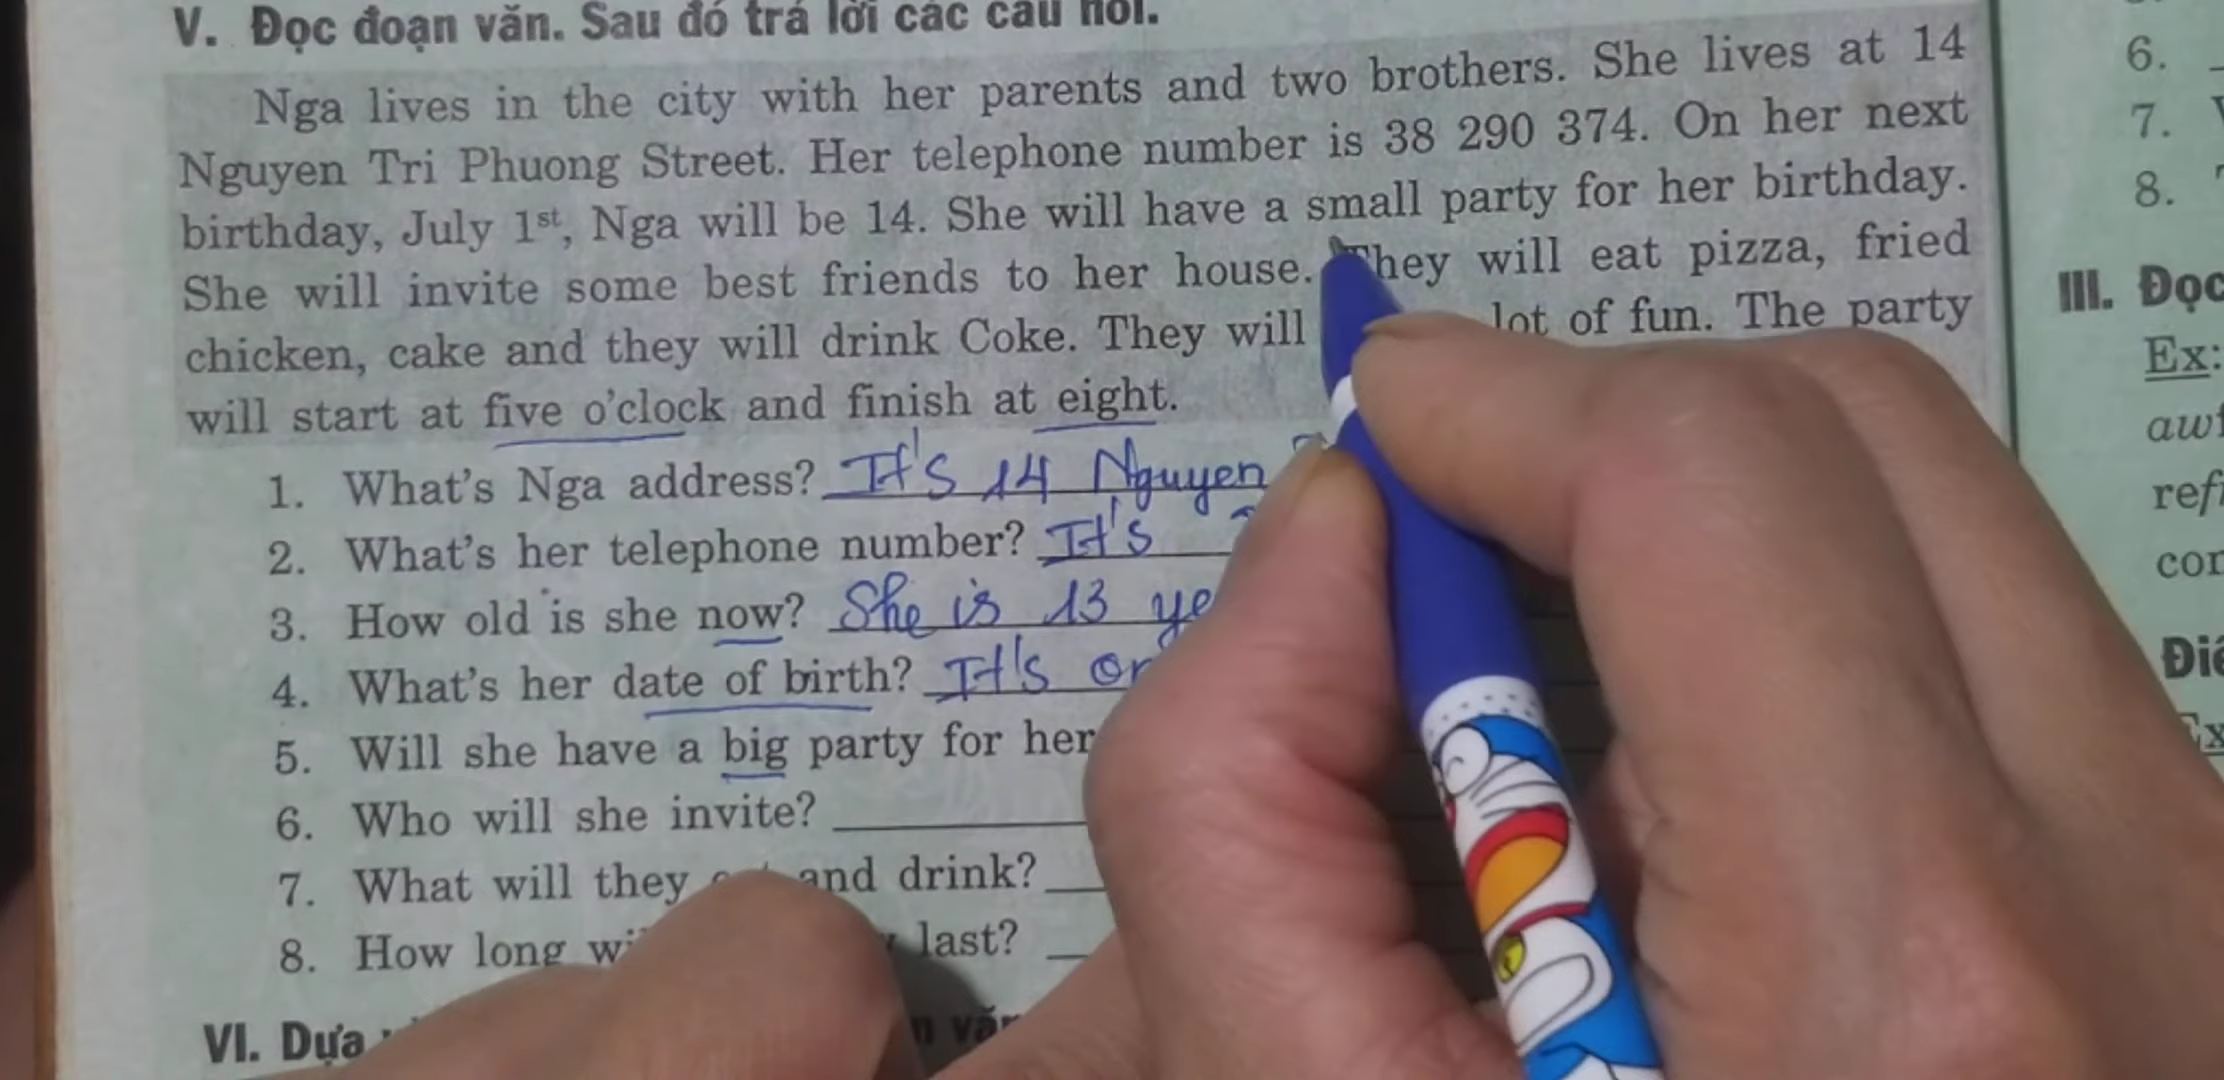 V. Đọc đoạn văn. Sau đó trả lời các câu hỏi.
Nga lives in the city with her parents and two brothers. She lives at 14
Nguyen Tri Phuong Street. Her telephone number is 38 290 374. On her next
birthday, July 1st, Nga will be 14. She will have a small party for her birthday.
She will invite some best friends to her house. They will eat pizza, fried
chicken, cake and they will drink Coke. They will lot of fun. The party
will start at five o'clock and finish at eight.
1. What's Nga address? It's 14 Nguyen
2. What's her telephone number? It's
3. How old is she now? She is 13 ye
4. What's her date of birth? It's on
5. Will she have a big party for her
6. Who will she invite?
7. What will they and drink?
8. How long wi last?
VI. Dựa văn
6.
7.
8.
III. Đọc
Ex:
awf
refr
con
Điề
Ex